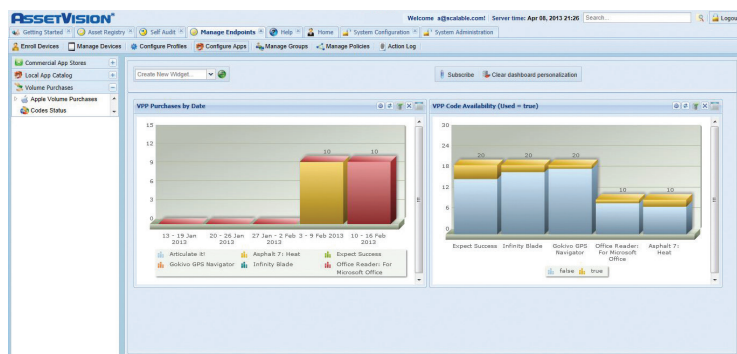 ASSETVISION®
Welcome a@scalable.com! Server time: Apr 08, 2013 21:26 Search... Logou
Getting Started Asset Registry Self Audit Manage Endpoints Help Home System Configuration System Administration
Enroll Devices Manage Devices Configure Profiles Configure Apps Manage Groups Manage Policies Action Log
Commercial App Stores
Local App Catalog
Volume Purchases
Apple Volume Purchases
Codes Status
Create New Widget...
Subscribe Clear dashboard personalization
VPP Purchases by Date
15
12
9
6
3
0
10 10
13 - 19 Jan 2013
20 - 26 Jan 2013
27 Jan - 2 Feb 2013
3 - 9 Feb 2013
10 - 16 Feb 2013
Articulate it! Asphalt 7: Heat Expect Success
Gokivo GPS Navigator Infinity Blade Office Reader: For
Microsoft Office
VPP Code Availability (Used = true)
30
24
18
12
6
0
20 20 20 10 10
Expect Success
Infinity Blade
Gokivo GPS
Navigator
Office Reader:
For Microsoft
Office
Asphalt 7:
Heat
false true